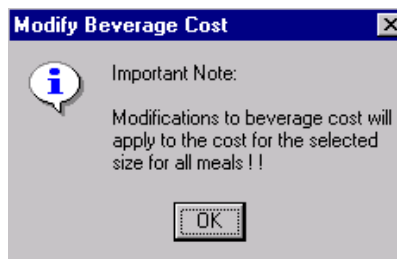 Modify Beverage Cost
Important Note:
Modifications to beverage cost will
apply to the cost for the selected
size for all meals ! !
OK